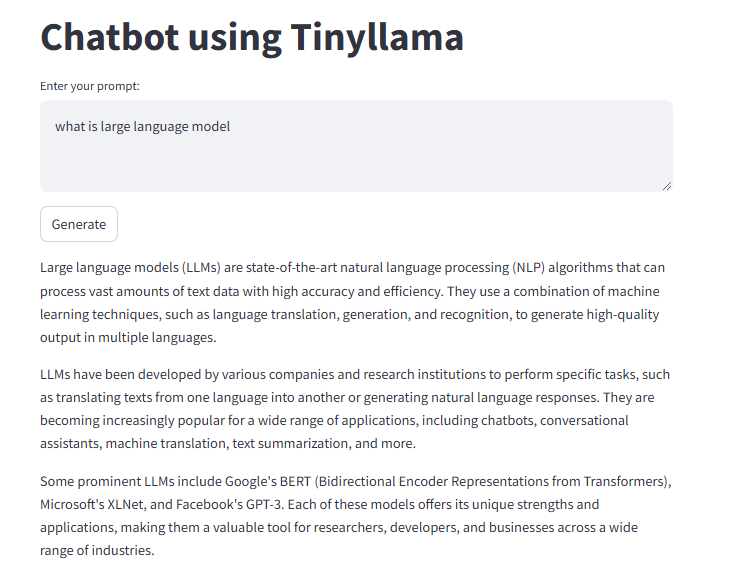 Chatbot using Tinyllama
Enter your prompt:
what is large language model
Generate
Large language models (LLMs) are state-of-the-art natural language processing (NLP) algorithms that can
process vast amounts of text data with high accuracy and efficiency. They use a combination of machine
learning techniques, such as language translation, generation, and recognition, to generate high-quality
output in multiple languages.
LLMs have been developed by various companies and research institutions to perform specific tasks, such
as translating texts from one language into another or generating natural language responses. They are
becoming increasingly popular for a wide range of applications, including chatbots, conversational
assistants, machine translation, text summarization, and more.
Some prominent LLMs include Google's BERT (Bidirectional Encoder Representations from Transformers),
Microsoft's XLNet, and Facebook's GPT-3. Each of these models offers its unique strengths and
applications, making them a valuable tool for researchers, developers, and businesses across a wide
range of industries.